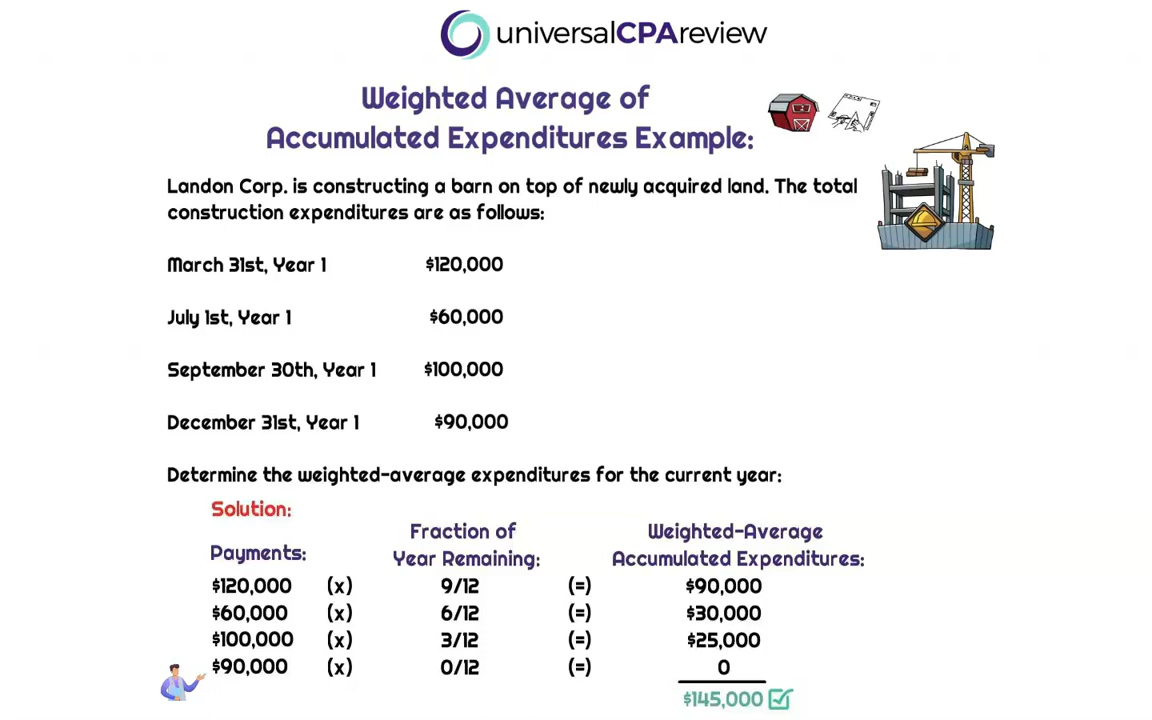 universalCPAreview
Weighted Average of
Accumulated Expenditures Example:
Landon Corp. is constructing a barn on top of newly acquired land. The total
construction expenditures are as follows:
March 31st, Year 1 $120,000
July 1st, Year 1 $60,000
September 30th, Year 1 $100,000
December 31st, Year 1 $90,000
Determine the weighted-average expenditures for the current year:
Solution:
Payments: Fraction of Year Remaining: Weighted-Average Accumulated Expenditures:
$120,000 (x) 9/12 (=) $90,000
$60,000 (x) 6/12 (=) $30,000
$100,000 (x) 3/12 (=) $25,000
$90,000 (x) 0/12 (=) 0
$145,000